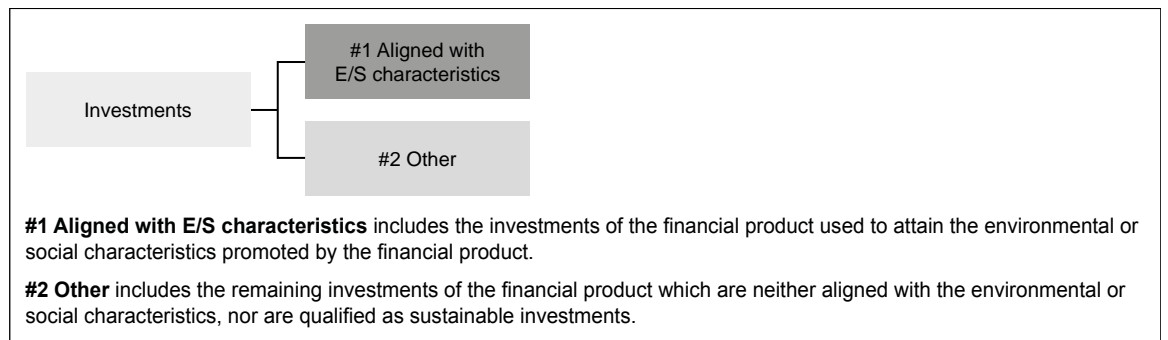 #1 Aligned with
E/S characteristics
Investments
#2 Other
#1 Aligned with E/S characteristics includes the investments of the financial product used to attain the environmental or
social characteristics promoted by the financial product.
#2 Other includes the remaining investments of the financial product which are neither aligned with the environmental or
social characteristics, nor are qualified as sustainable investments.